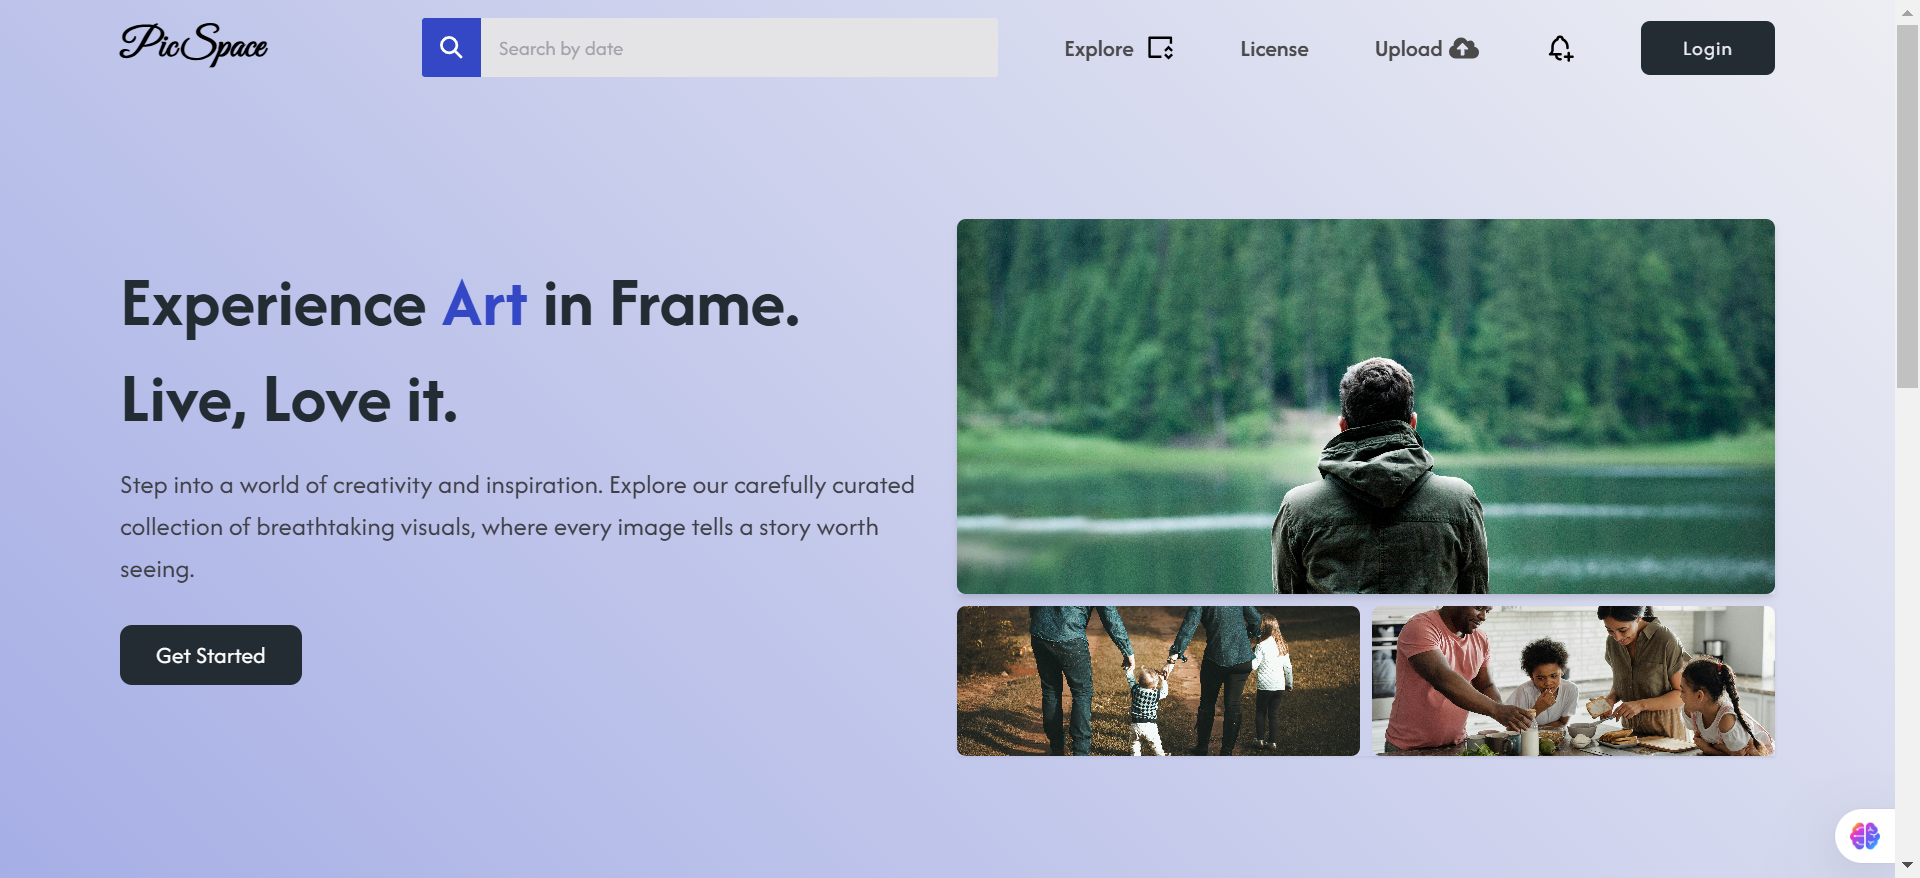 PicSpace
Search by date
Explore
License
Upload
Login
Experience Art in Frame.
Live, Love it.
Step into a world of creativity and inspiration. Explore our carefully curated
collection of breathtaking visuals, where every image tells a story worth
seeing.
Get Started